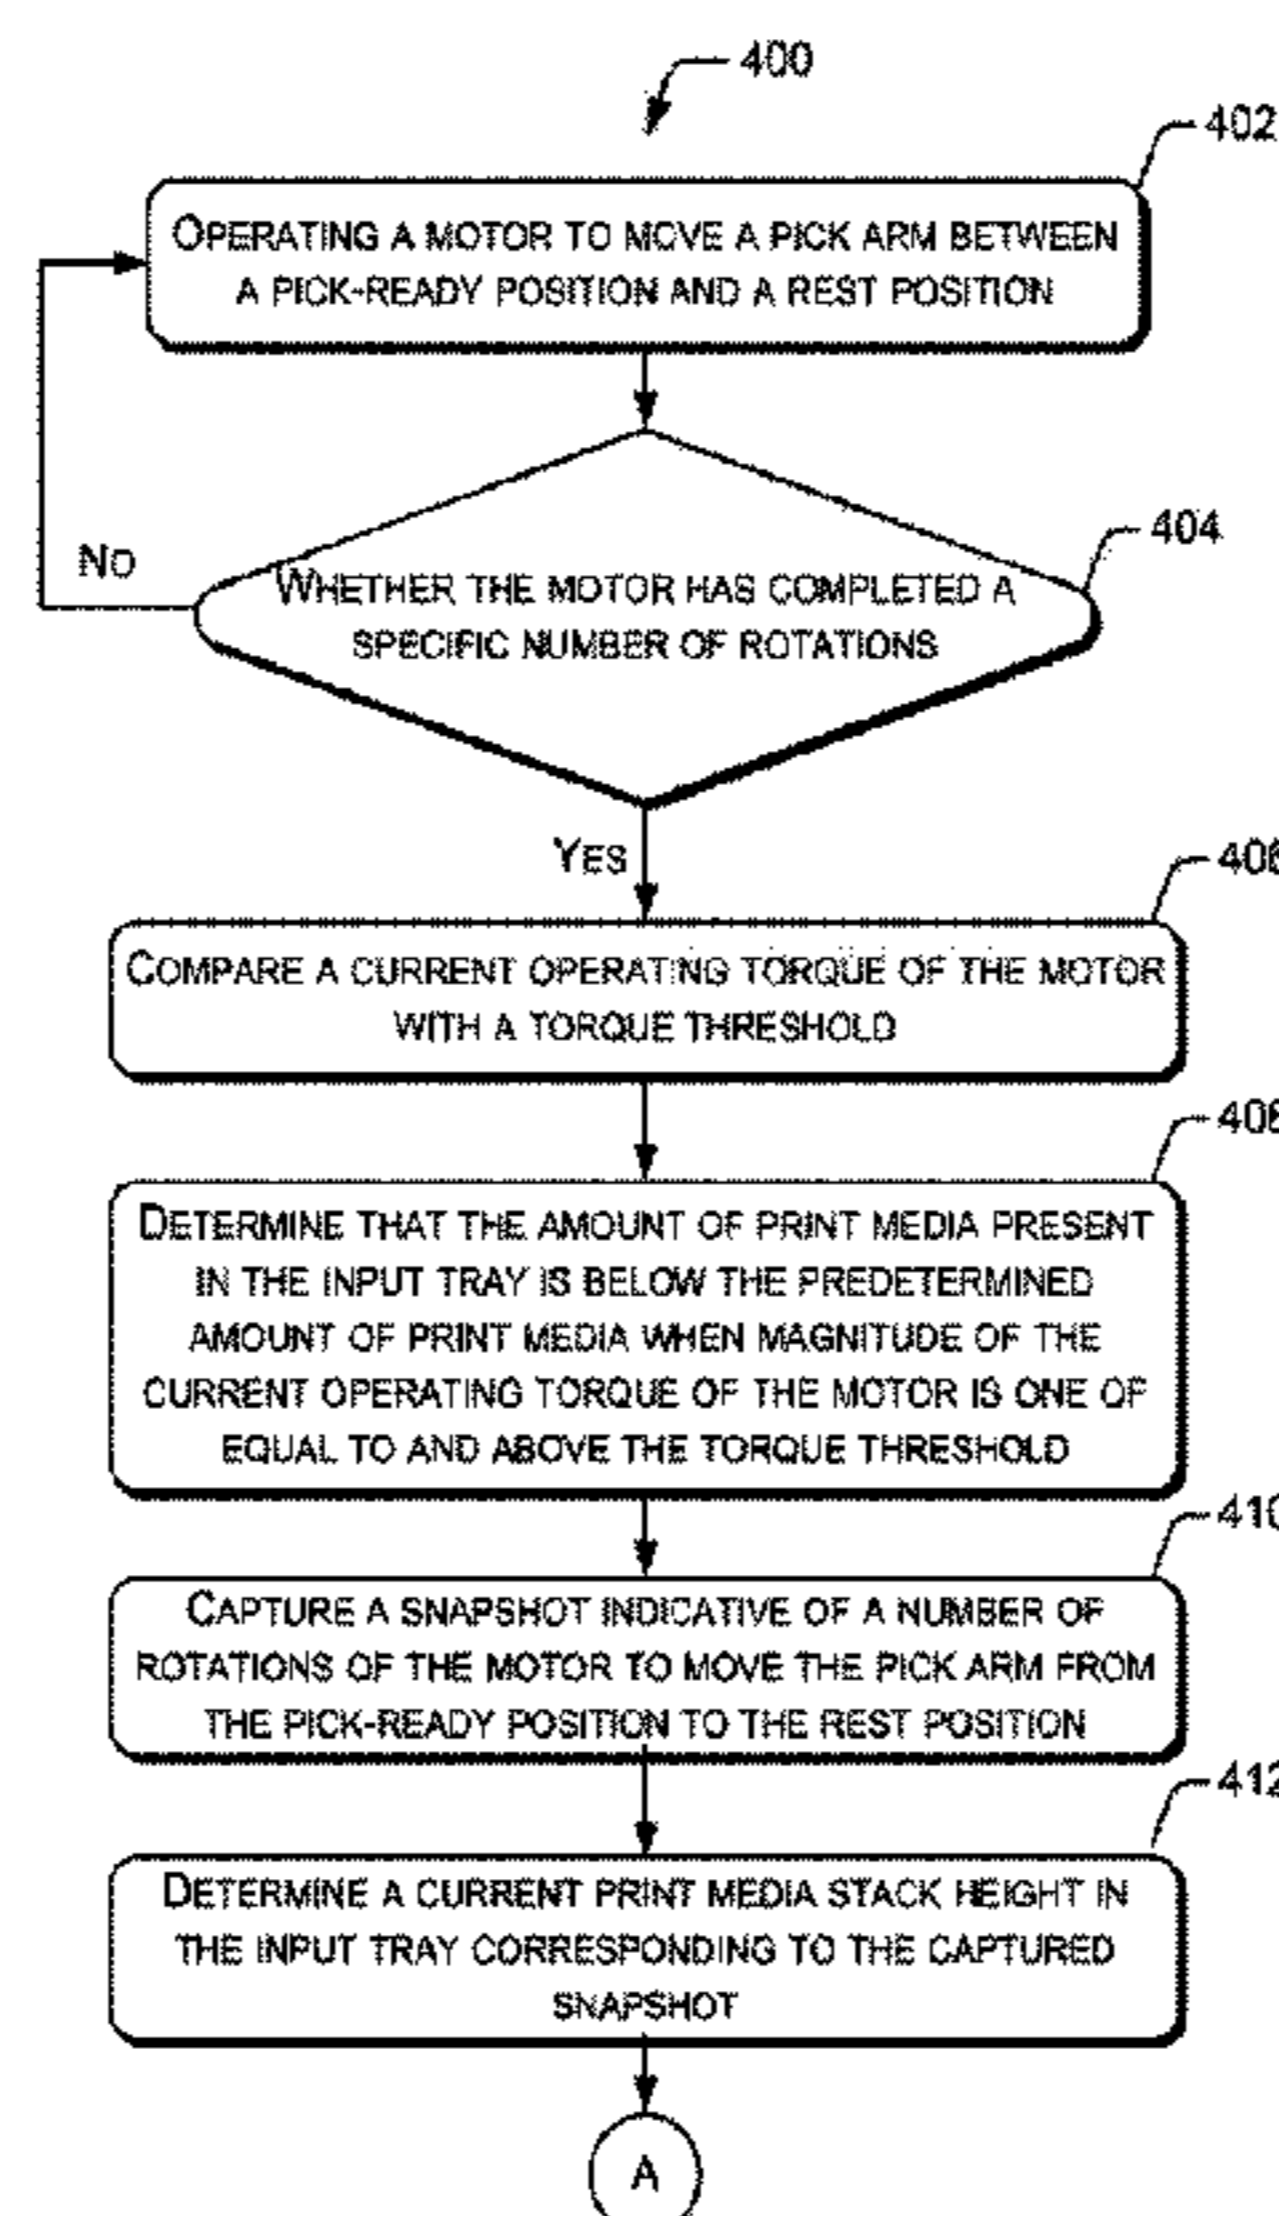 400
402
OPERATING A MOTOR TO MOVE A PICK ARM BETWEEN
A PICK-READY POSITION AND A REST POSITION
404
NO
WHETHER THE MOTOR HAS COMPLETED A
SPECIFIC NUMBER OF ROTATIONS
YES
406
COMPARE A CURRENT OPERATING TORQUE OF THE MOTOR
WITH A TORQUE THRESHOLD
408
DETERMINE THAT THE AMOUNT OF PRINT MEDIA PRESENT
IN THE INPUT TRAY IS BELOW THE PREDETERMINED
AMOUNT OF PRINT MEDIA WHEN MAGNITUDE OF THE
CURRENT OPERATING TORQUE OF THE MOTOR IS ONE OF
EQUAL TO AND ABOVE THE TORQUE THRESHOLD
410
CAPTURE A SNAPSHOT INDICATIVE OF A NUMBER OF
ROTATIONS OF THE MOTOR TO MOVE THE PICK ARM FROM
THE PICK-READY POSITION TO THE REST POSITION
412
DETERMINE A CURRENT PRINT MEDIA STACK HEIGHT IN
THE INPUT TRAY CORRESPONDING TO THE CAPTURED
SNAPSHOT
A